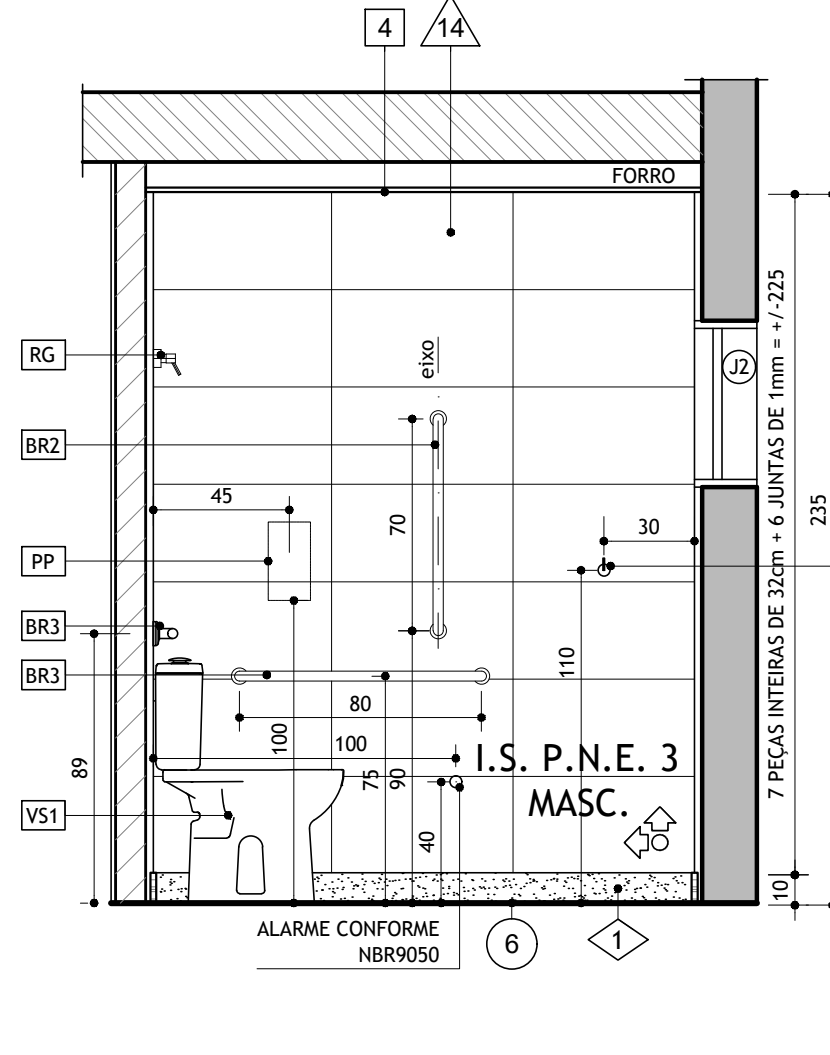 4
14
FORRO
RG
eixo
J2
BR2
45
70
30
7 PEÇAS INTEIRAS DE 32cm + 6 JUNTAS DE 1mm = +/-225
235
PP
BR3
110
BR3
80
100
100
75
90
89
I.S. P.N.E. 3
MASC.
VS1
40
10
ALARME CONFORME
NBR9050
6
1